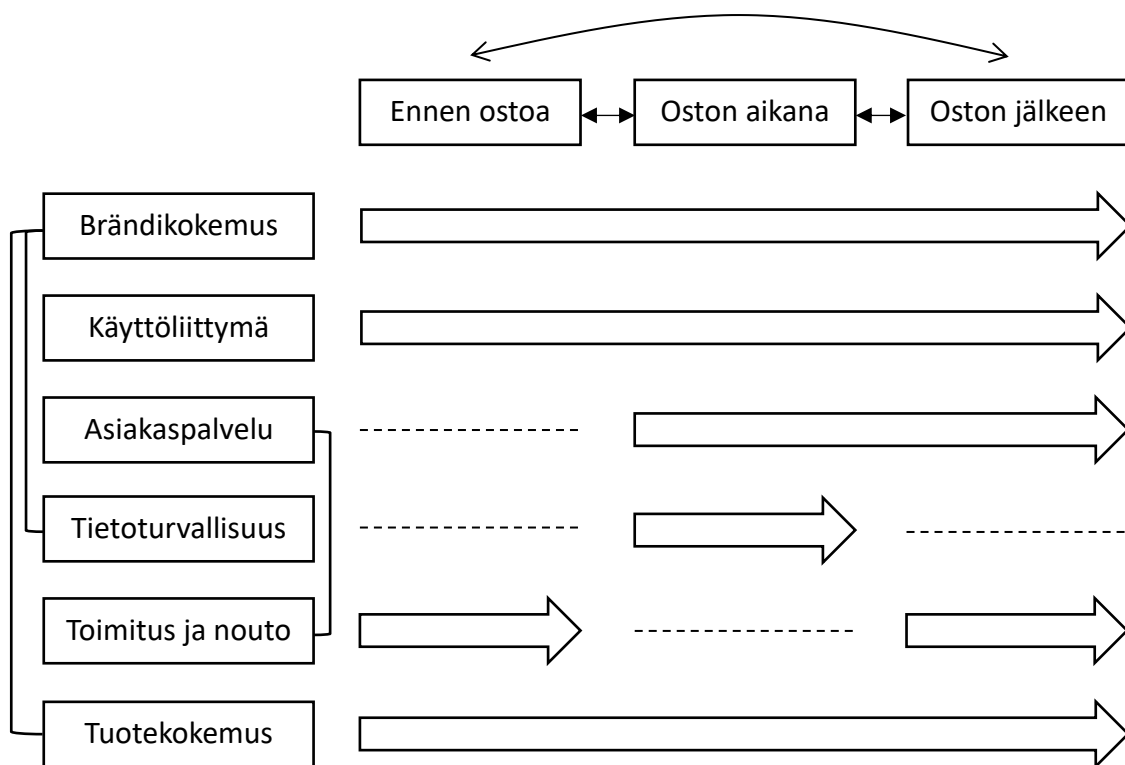 Ennen ostoa
Oston aikana
Oston jälkeen
Brändikokemus
Käyttöliittymä
Asiakaspalvelu
Tietoturvallisuus
Toimitus ja nouto
Tuotekokemus